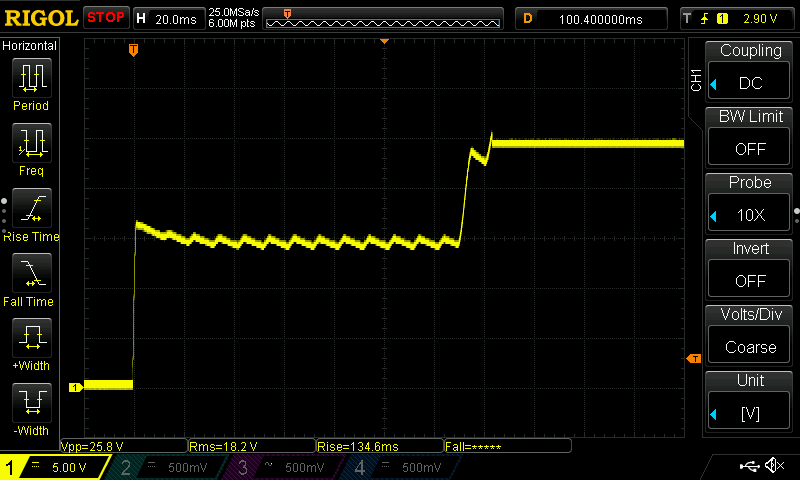 RIGOL STOP H 20.0ms 25.0MSa/s 6.00M pts D 100.400000ms T 1 2.90 V
Horizontal
Period
Freq
Rise Time
Fall Time
+Width
-Width
T
1
T
CH1
Coupling
DC
BW Limit
OFF
Probe
10X
Invert
OFF
Volts/Div
Coarse
Unit
[V]
Vpp=25.8 V Rms=18.2 V Rise=134.6ms Fall=*****
1 5.00 V 2 500mV 3 500mV 4 500mV